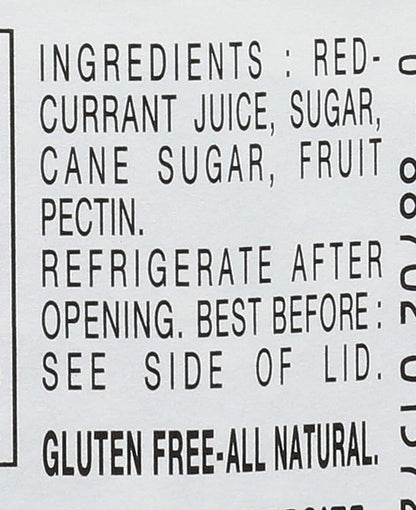 INGREDIENTS : RED-
CURRANT JUICE, SUGAR,
CANE SUGAR, FRUIT
PECTIN.
REFRIGERATE AFTER
OPENING. BEST BEFORE :
SEE SIDE OF LID.
GLUTEN FREE-ALL NATURAL.